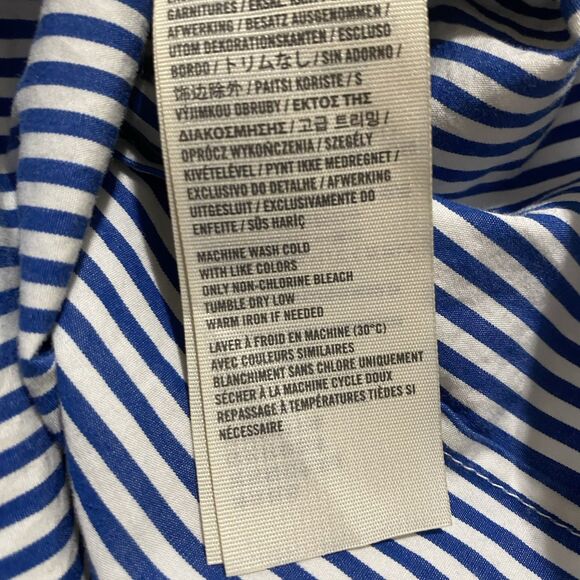 GARNITURES / EKSKL.
AFWERKING / BESATZ AUSGENOMMEN /
UTOM DEKORATIONSKANTEN / ESCLUSO
BORDO / トリムなし / SIN ADORNO /
饰边除外 / PAITSI KORISTE / S
VÝJIMKOU OBRUBY / ΕΚΤΟΣ ΤΗΣ
ΔΙΑΚΟΣΜΗΣΗΣ / 고급 트리밍 /
OPRÓCZ WYKOŃCZENIA / SZEGÉLY
KIVÉTELÉVEL / PYNT IKKE MEDREGNET /
EXCLUSIVO DO DETALHE / AFWERKING
UITGESLUIT / EXCLUSIVAMENTE DO
ENFEITE / SÜS HARİÇ
MACHINE WASH COLD
WITH LIKE COLORS
ONLY NON-CHLORINE BLEACH
TUMBLE DRY LOW
WARM IRON IF NEEDED
LAVER À FROID EN MACHINE (30°C)
AVEC COULEURS SIMILAIRES
BLANCHIMENT SANS CHLORE UNIQUEMENT
SÉCHER À LA MACHINE CYCLE DOUX
REPASSAGE À TEMPÉRATURES TIÈDES SI
NÉCESSAIRE